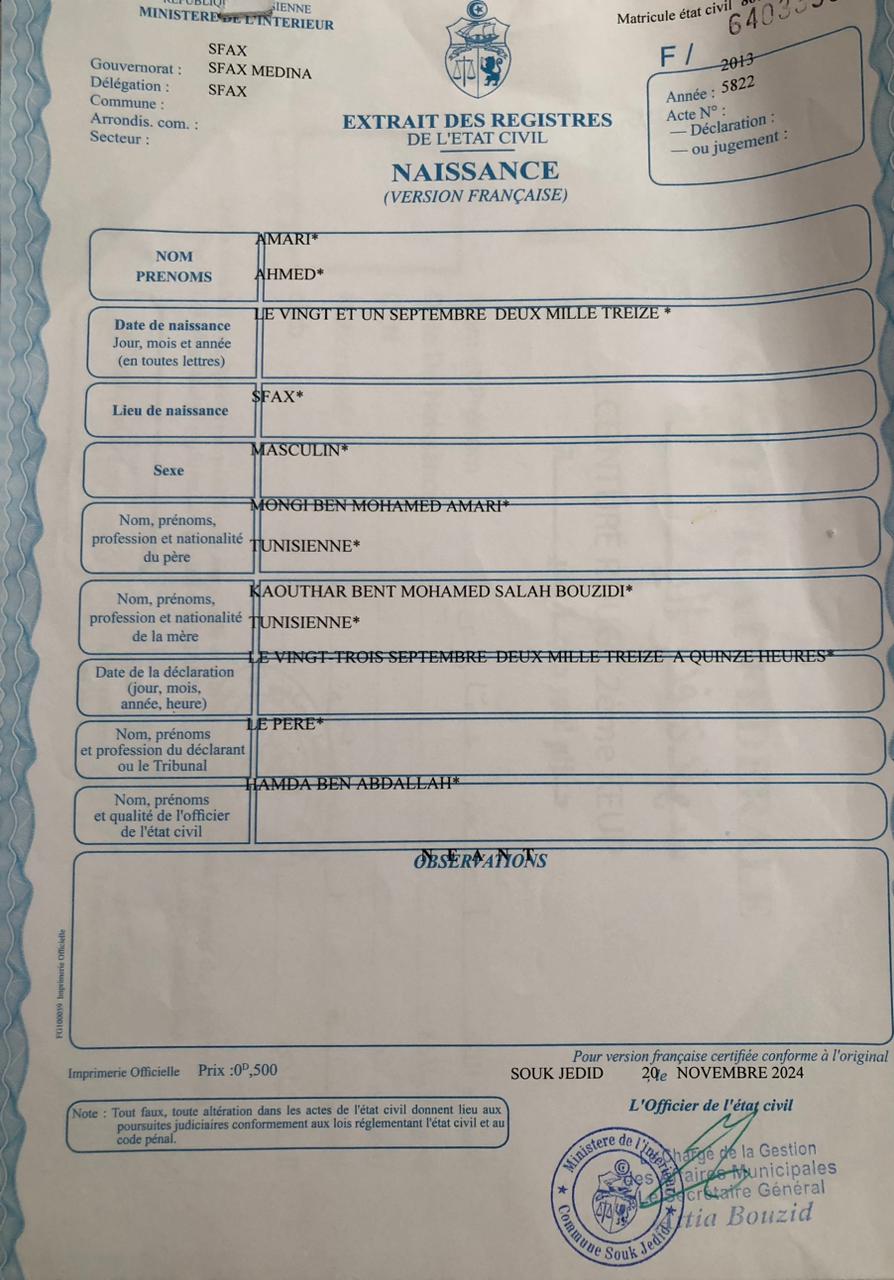 MINISTERE DE L'INTERIEUR
Matricule état civil
SFAX
Gouvernorat : SFAX MEDINA
Délégation : SFAX
Commune :
Arrondis. com. :
Secteur :
F /
2013
Année : 5822
Acte N° :
— Déclaration :
— ou jugement :
EXTRAIT DES REGISTRES
DE L'ETAT CIVIL
NAISSANCE
(VERSION FRANÇAISE)
NOM
PRENOMS
AMARI*
AHMED*
Date de naissance
Jour, mois et année
(en toutes lettres)
LE VINGT ET UN SEPTEMBRE DEUX MILLE TREIZE *
Lieu de naissance
SFAX*
Sexe
MASCULIN*
Nom, prénoms,
profession et nationalité
du père
MONGI BEN MOHAMED AMARI*
TUNISIENNE*
Nom, prénoms,
profession et nationalité
de la mère
KAOUTHAR BENT MOHAMED SALAH BOUZIDI*
TUNISIENNE*
Date de la déclaration
(jour, mois,
année, heure)
LE VINGT-TROIS SEPTEMBRE DEUX MILLE TREIZE A QUINZE HEURES*
Nom, prénoms
et profession du déclarant
ou le Tribunal
LE PERE*
Nom, prénoms
et qualité de l'officier
de l'état civil
HAMDA BEN ABDALLAH*
N E A N T
OBSERVATIONS
FG100039 Imprimerie Officielle
Imprimerie Officielle Prix :0ᴰ,500
Pour version française certifiée conforme à l'original
SOUK JEDID 20 le NOVEMBRE 2024
L'Officier de l'état civil
Note : Tout faux, toute altération dans les actes de l'état civil donnent lieu aux
poursuites judiciaires conformement aux lois réglementant l'état civil et au
code pénal.
Ministere de l'Interieur
Commune Souk Jedid
Chargé de la Gestion
des Affaires Municipales
Le Secrétaire Général
Attia Bouzid